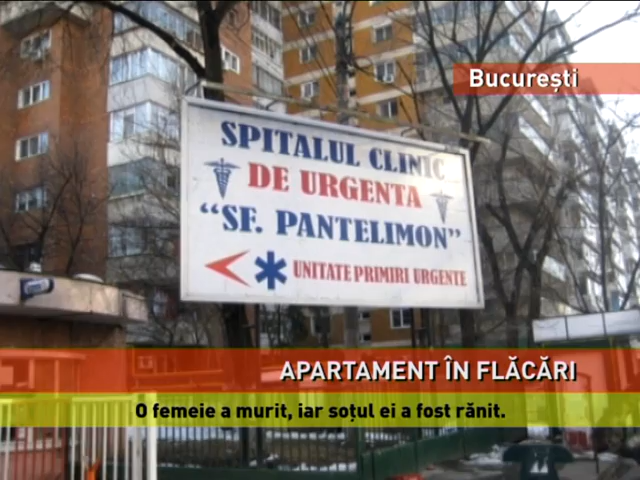 București
SPITALUL CLINIC
DE URGENTA
“SF. PANTELIMON”
UNITATE PRIMIRI URGENTE
APARTAMENT ÎN FLĂCĂRI
O femeie a murit, iar soțul ei a fost rănit.